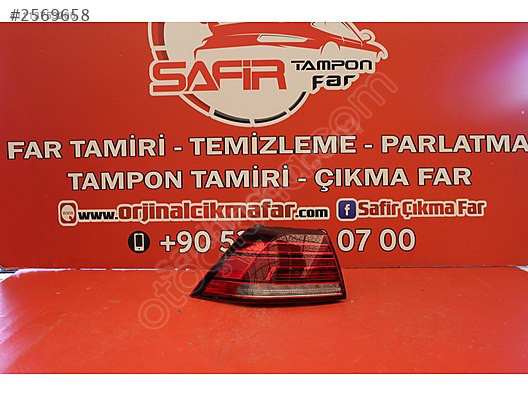 #2569658
SAFİR
TAMPON
Far
FAR TAMİRİ - TEMİZLEME - PARLATMA
TAMPON TAMİRİ - ÇIKMA FAR
www.orjinalcikmafar.com f Safir Çıkma Far
+90 5 07 00